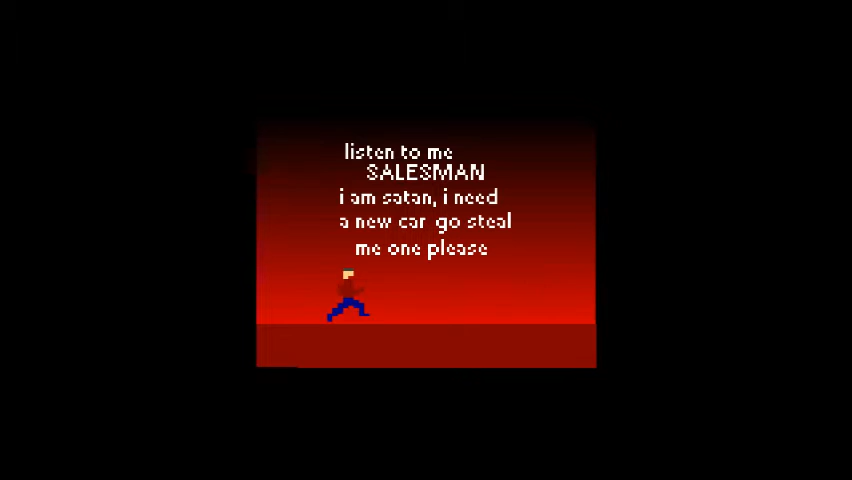 listen to me
SALESMAN
i am satan, i need
a new car go steal
me one please